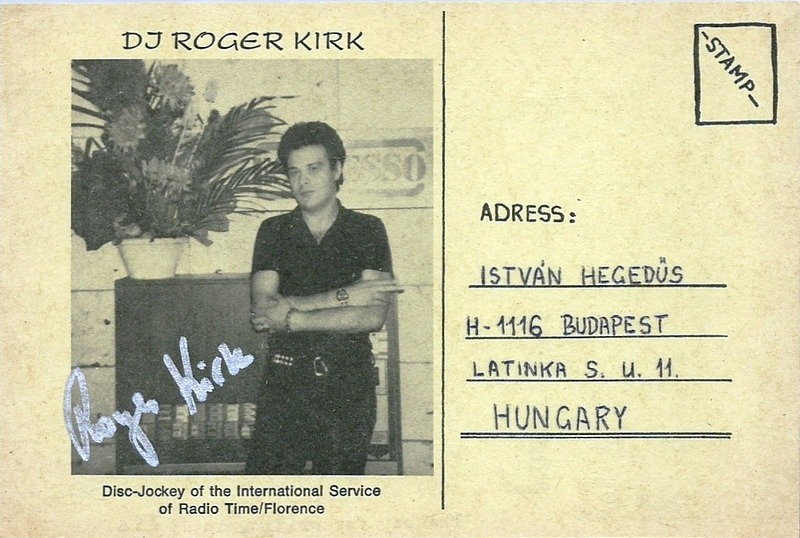 DJ ROGER KIRK
SSO
Roger Kirk
Disc-Jockey of the International Service
of Radio Time/Florence
-STAMP-
ADRESS:
ISTVÁN HEGEDŰS
H-1116 BUDAPEST
LATINKA S. U. 11.
HUNGARY